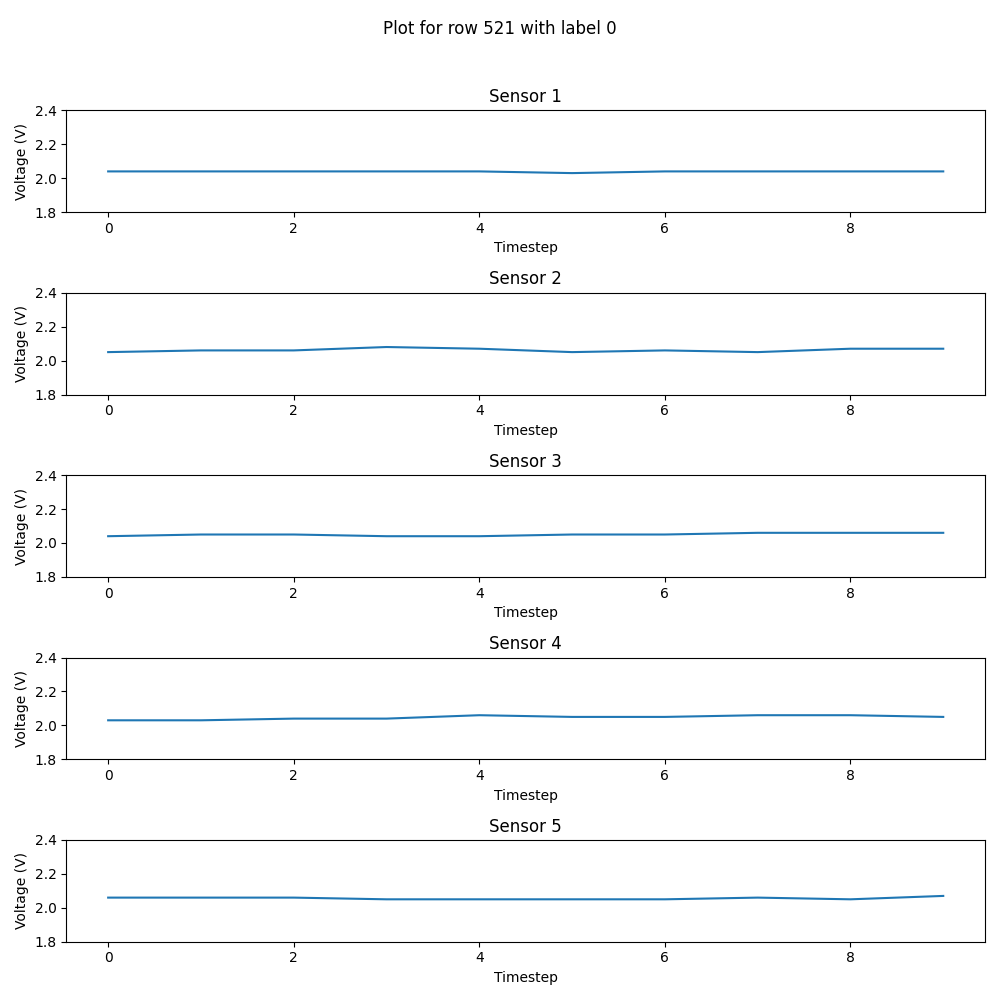 Plot for row 521 with label 0
Sensor 1
Voltage (V)
2.4
2.2
2.0
1.8
0 2 4 6 8
Timestep
Sensor 2
Voltage (V)
2.4
2.2
2.0
1.8
0 2 4 6 8
Timestep
Sensor 3
Voltage (V)
2.4
2.2
2.0
1.8
0 2 4 6 8
Timestep
Sensor 4
Voltage (V)
2.4
2.2
2.0
1.8
0 2 4 6 8
Timestep
Sensor 5
Voltage (V)
2.4
2.2
2.0
1.8
0 2 4 6 8
Timestep